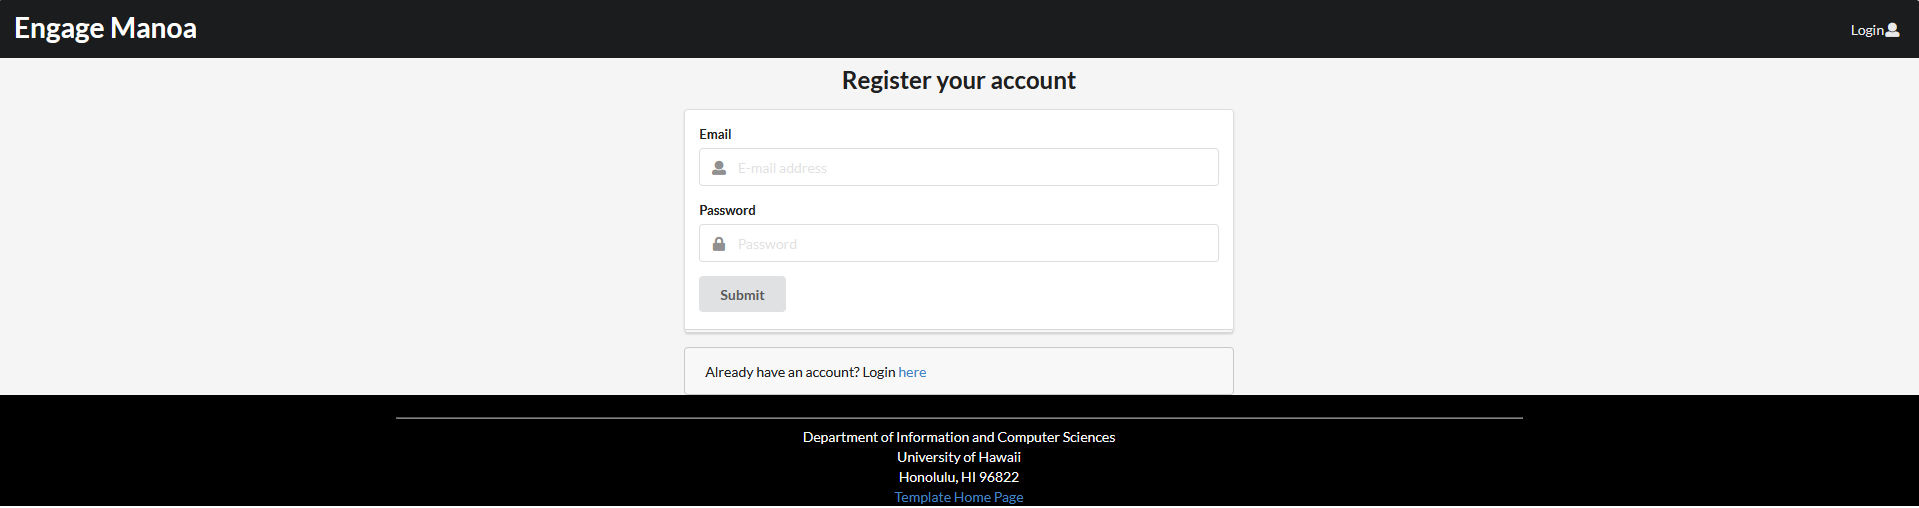 Engage Manoa
Login
Register your account
Email
E-mail address
Password
Password
Submit
Already have an account? Login here
Department of Information and Computer Sciences
University of Hawaii
Honolulu, HI 96822
Template Home Page